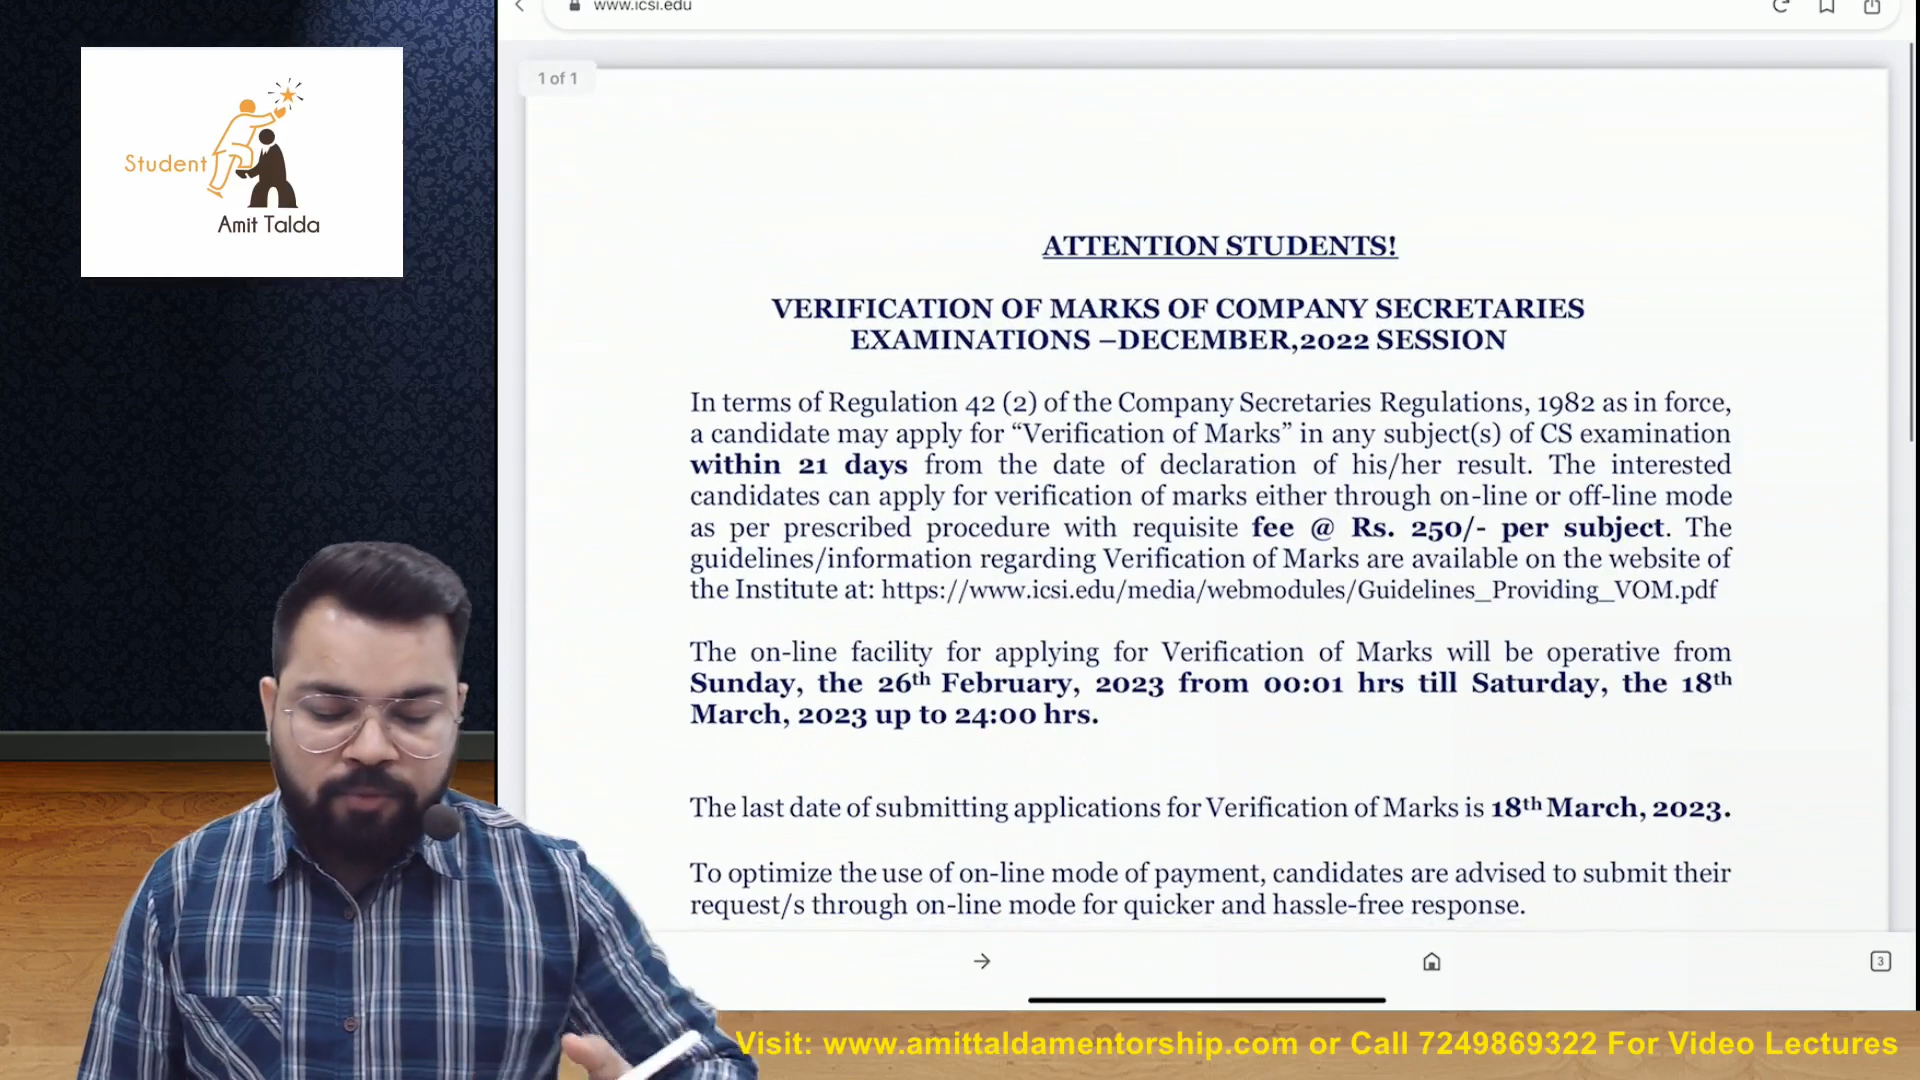 www.icsi.edu
1 of 1
Student
Amit Talda
ATTENTION STUDENTS!
VERIFICATION OF MARKS OF COMPANY SECRETARIES
EXAMINATIONS –DECEMBER,2022 SESSION
In terms of Regulation 42 (2) of the Company Secretaries Regulations, 1982 as in force,
a candidate may apply for “Verification of Marks” in any subject(s) of CS examination
within 21 days from the date of declaration of his/her result. The interested
candidates can apply for verification of marks either through on-line or off-line mode
as per prescribed procedure with requisite fee @ Rs. 250/- per subject. The
guidelines/information regarding Verification of Marks are available on the website of
the Institute at: https://www.icsi.edu/media/webmodules/Guidelines_Providing_VOM.pdf
The on-line facility for applying for Verification of Marks will be operative from
Sunday, the 26th February, 2023 from 00:01 hrs till Saturday, the 18th
March, 2023 up to 24:00 hrs.
The last date of submitting applications for Verification of Marks is 18th March, 2023.
To optimize the use of on-line mode of payment, candidates are advised to submit their
request/s through on-line mode for quicker and hassle-free response.
3
Visit: www.amittaldamentorship.com or Call 7249869322 For Video Lectures